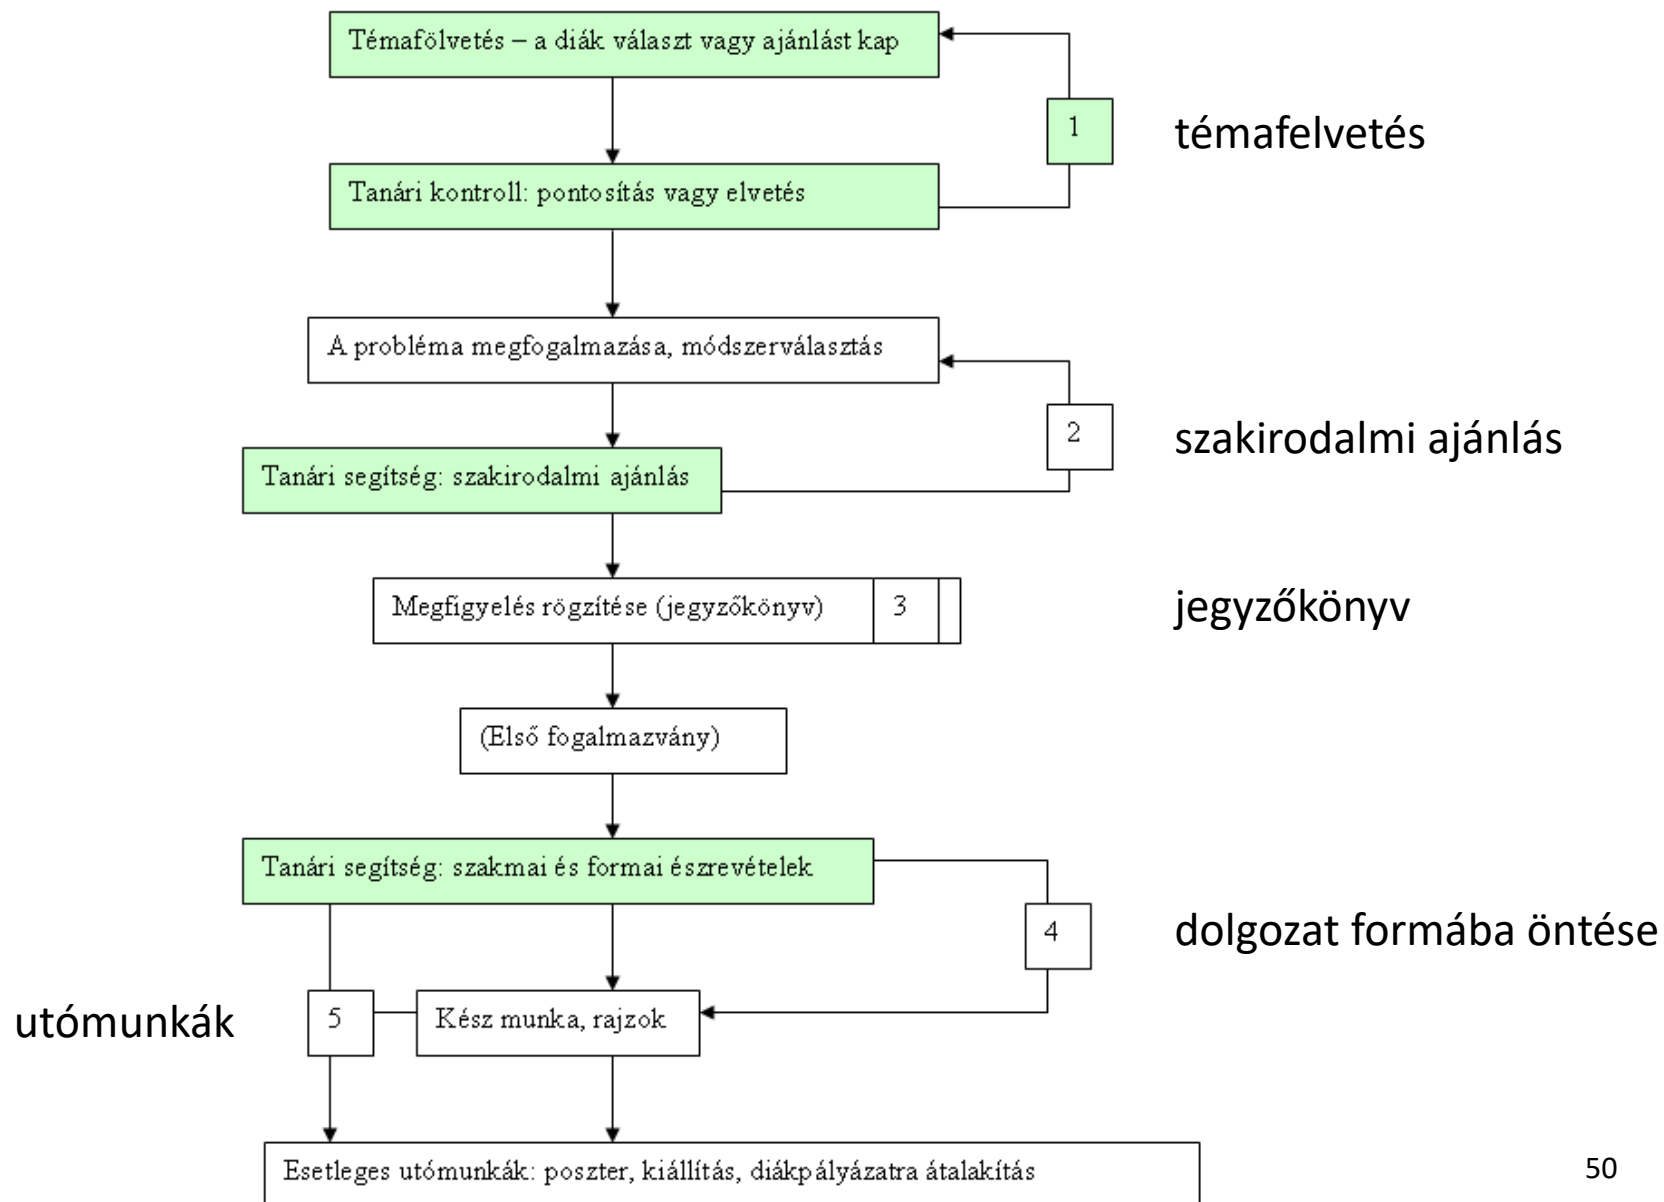 Témafölvetés – a diák választ vagy ajánlást kap
1
témafelvetés
Tanári kontroll: pontosítás vagy elvetés
A probléma megfogalmazása, módszerválasztás
2
szakirodalmi ajánlás
Tanári segítség: szakirodalmi ajánlás
Megfigyelés rögzítése (jegyzőkönyv)
3
jegyzőkönyv
(Első fogalmazvány)
Tanári segítség: szakmai és formai észrevételek
4
dolgozat formába öntése
utómunkák
5
Kész munka, rajzok
Esetleges utómunkák: poszter, kiállítás, diákpályázatra átalakítás
50